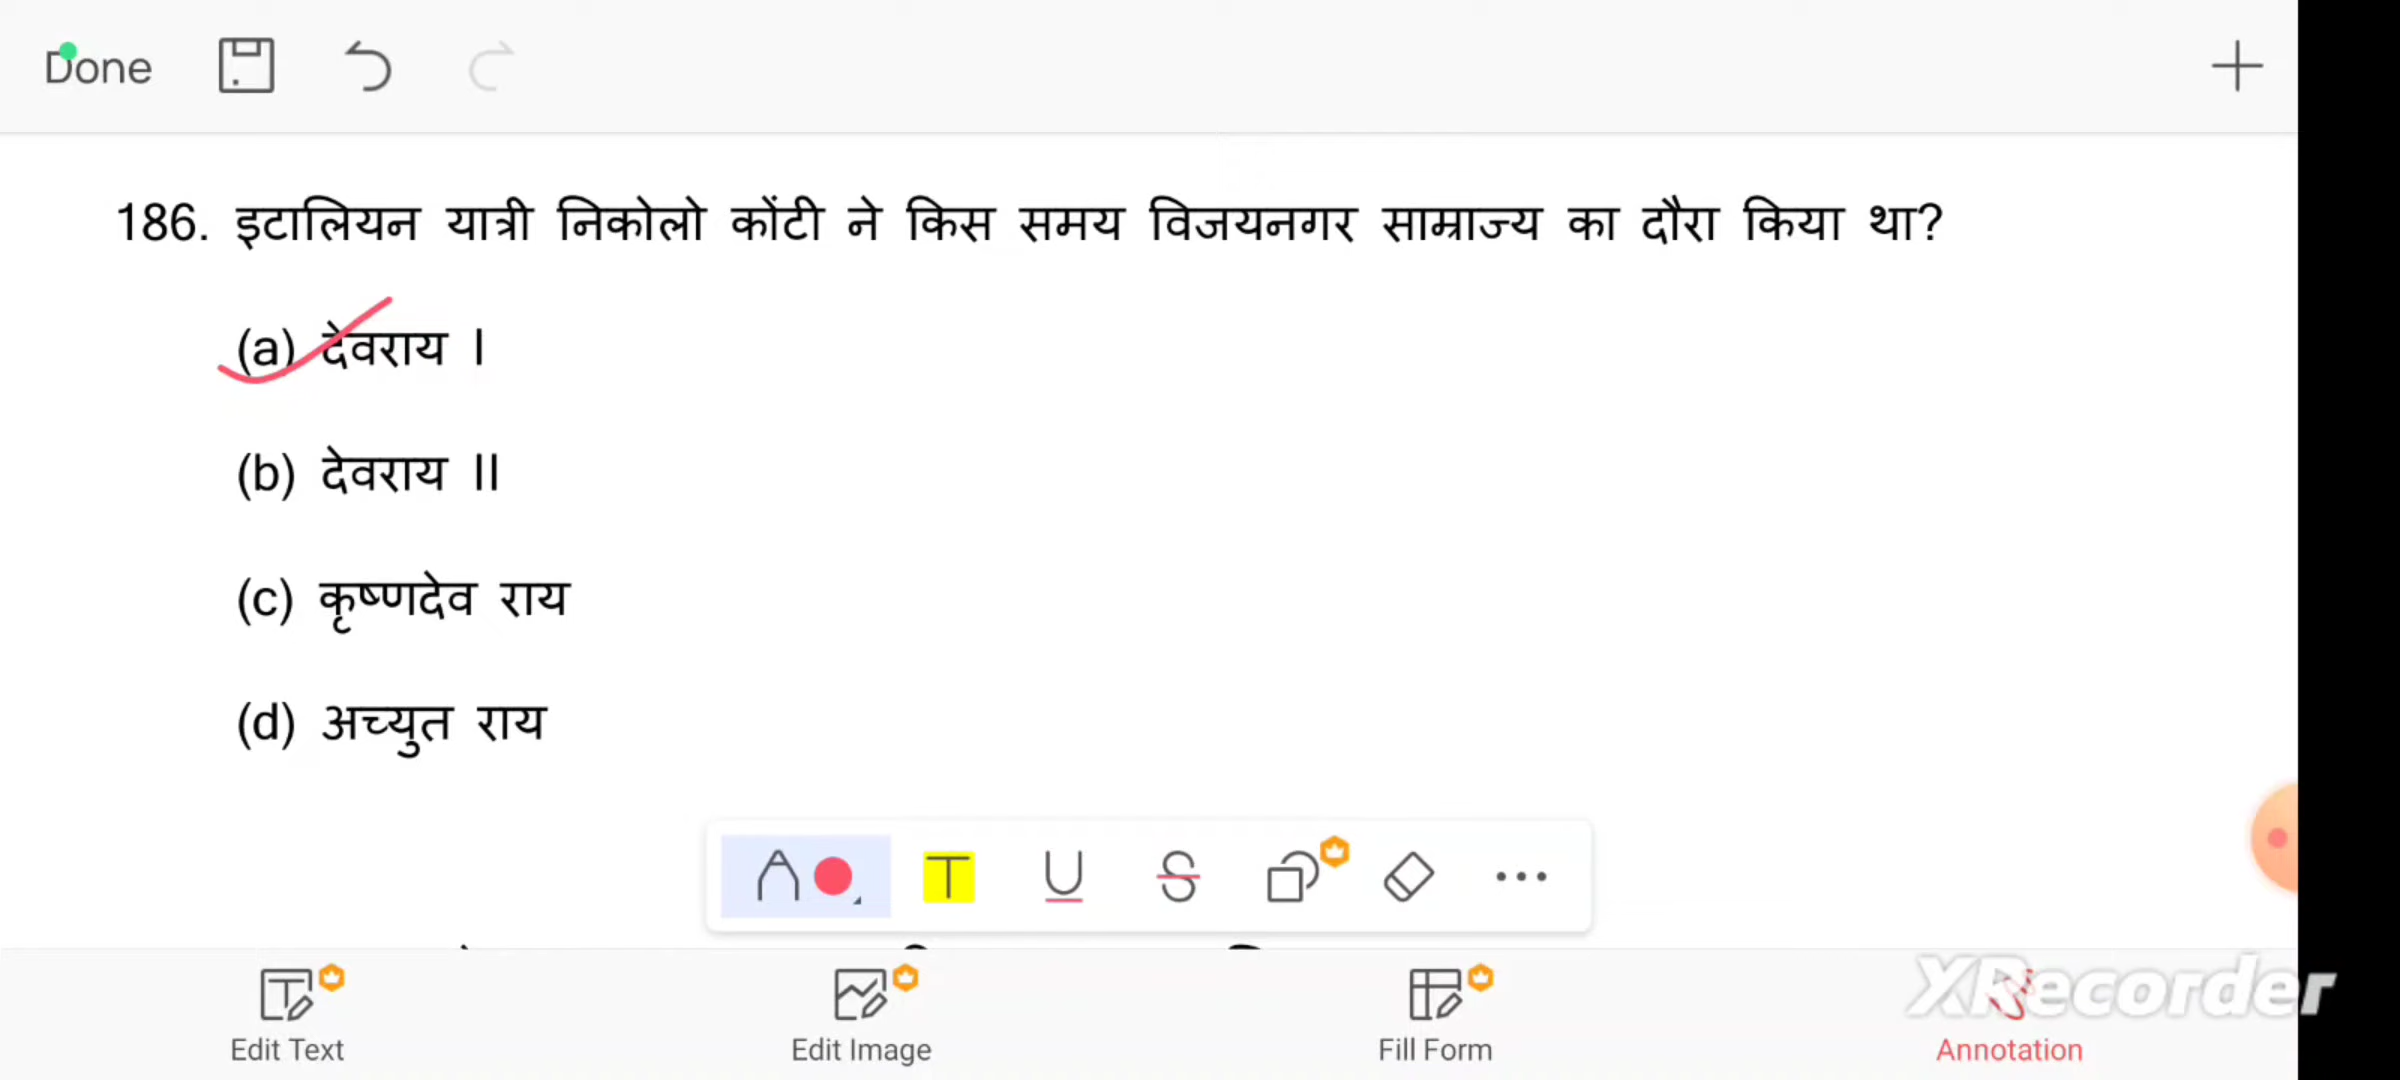 Done
186. इटालियन यात्री निकोलो कोंटी ने किस समय विजयनगर साम्राज्य का दौरा किया था?
(a) देवराय I
(b) देवराय II
(c) कृष्णदेव राय
(d) अच्युत राय
Edit Text
Edit Image
Fill Form
Annotation
XRecorder